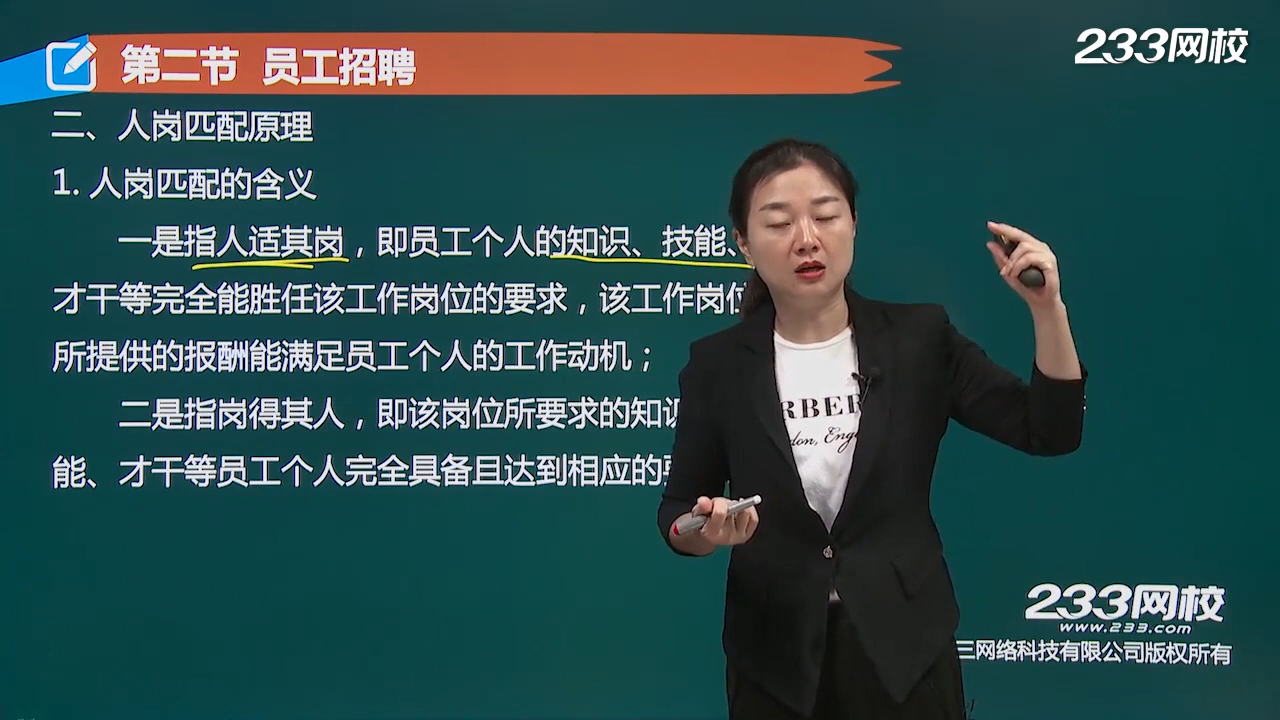 第二节 员工招聘
233网校
二、人岗匹配原理
1. 人岗匹配的含义
一是指人适其岗，即员工个人的知识、技能、
才干等完全能胜任该工作岗位的要求，该工作岗位
所提供的报酬能满足员工个人的工作动机；
二是指岗得其人，即该岗位所要求的知识
能、才干等员工个人完全具备且达到相应的要
RBER
don, Eng
233网校
www.233.com
三网络科技有限公司版权所有